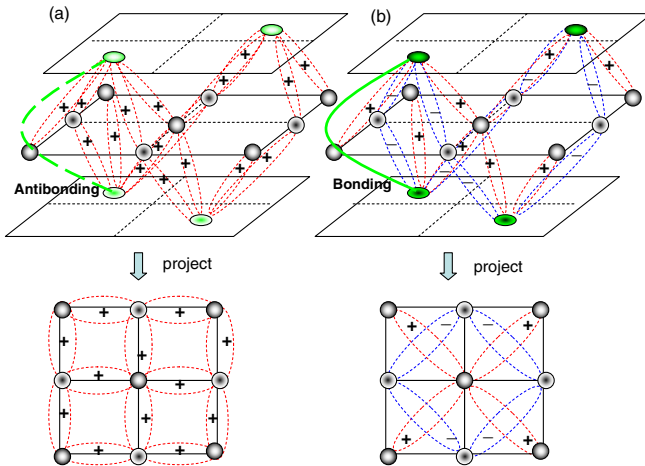 (a)
(b)
+ + + + + + + + + + + + +
+ + + + + + − − − − − − −
Antibonding
Bonding
project
project
+ +
+ + +
+ +
+ + +
+ +
+ − − +
+ − − +